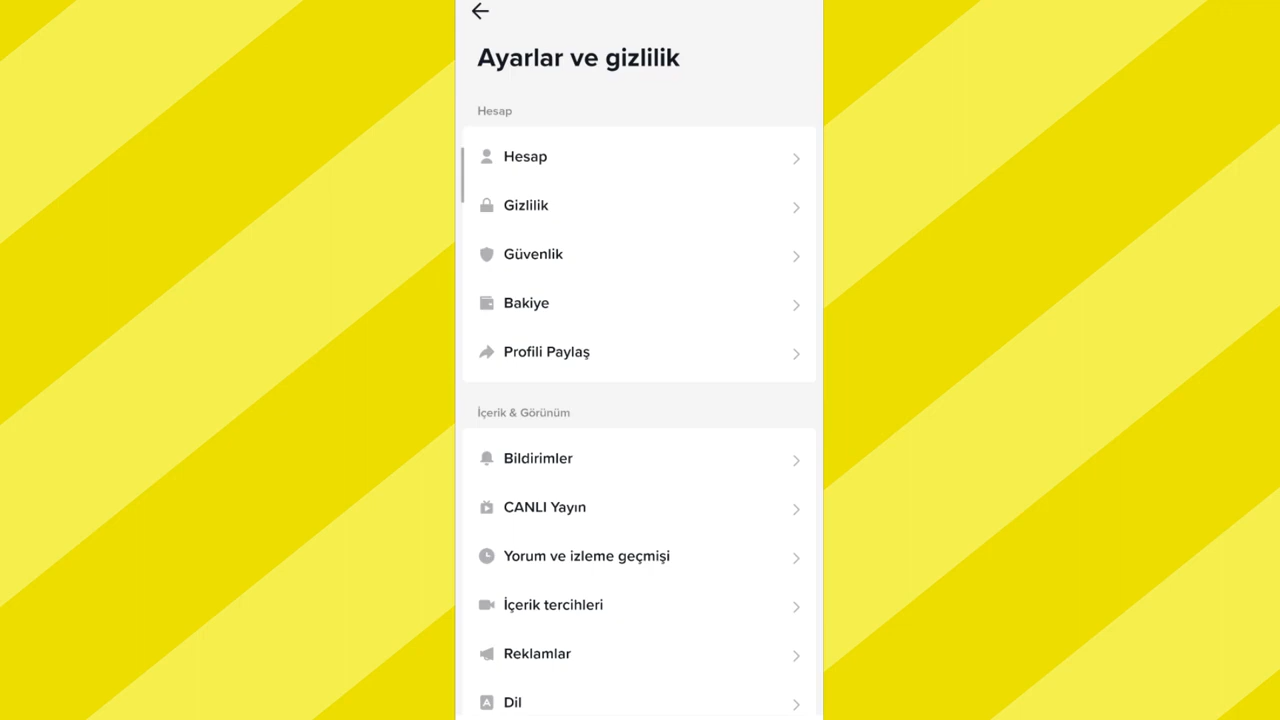 Ayarlar ve gizlilik
Hesap
Hesap
Gizlilik
Güvenlik
Bakiye
Profili Paylaş
İçerik & Görünüm
Bildirimler
CANLI Yayın
Yorum ve izleme geçmişi
İçerik tercihleri
Reklamlar
A
Dil